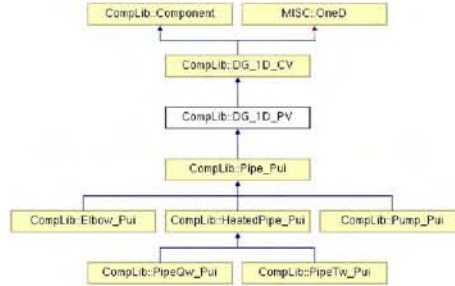 CompLib::Component
MISC::OneD
CompLib::DG_1D_CV
CompLib::DG_1D_PV
CompLib::Pipe_Pui
CompLib::Elbow_Pui
CompLib::HeatedPipe_Pui
CompLib::Pump_Pui
CompLib::PipeQw_Pui
CompLib::PipeTw_Pui